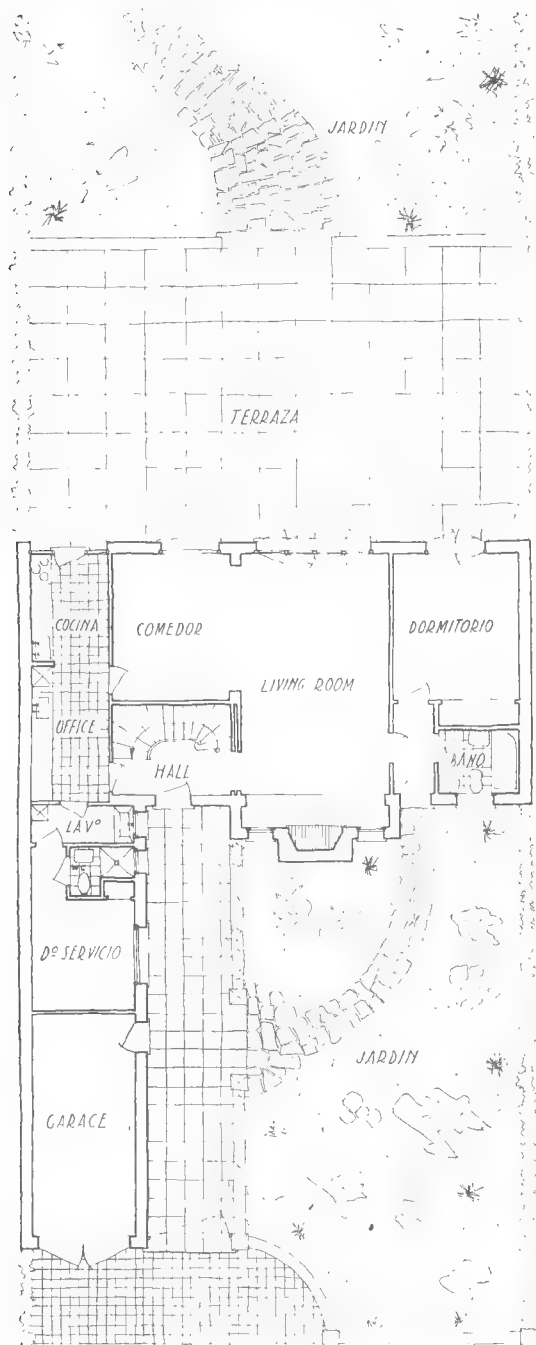 JARDIN
TERRAZA
COCINA
COMEDOR
DORMITORIO
LIVING ROOM
OFFICE
HALL
BAÑO
LAVº
W.C.
Dº SERVICIO
JARDIN
GARAGE